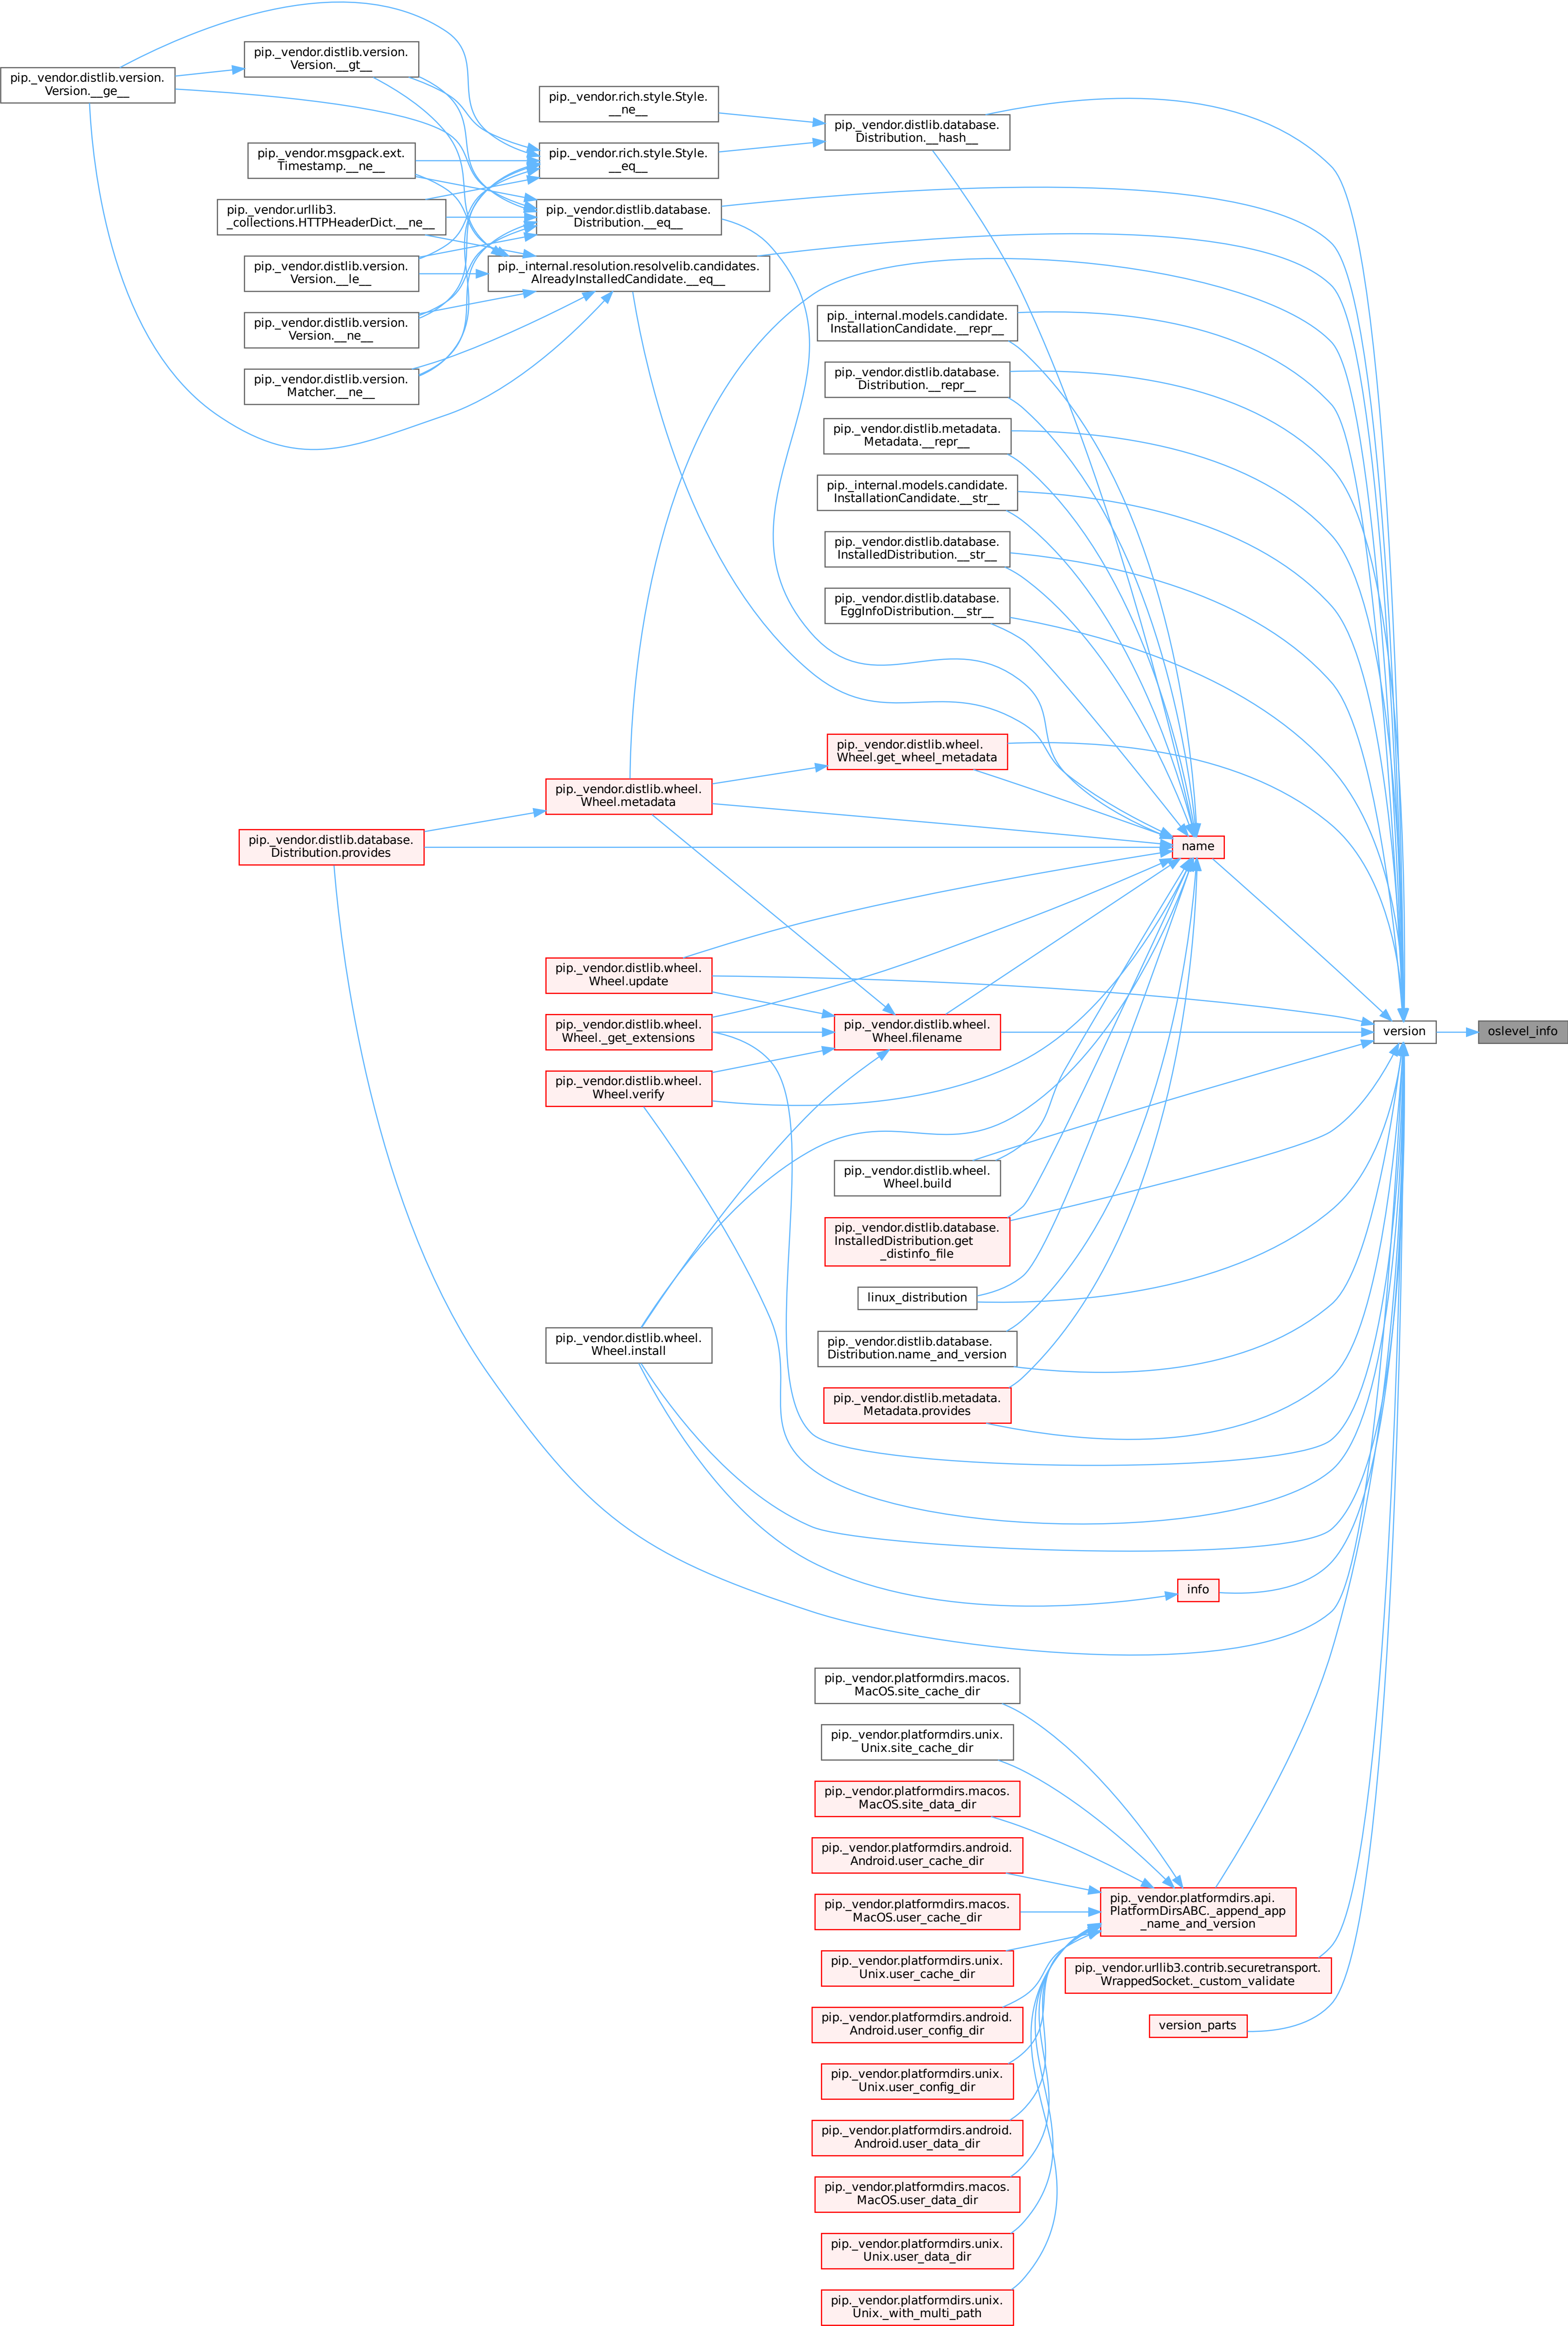 pip._vendor.distlib.version.
Version.__gt__
pip._vendor.distlib.version.
Version.__ge__
pip._vendor.rich.style.Style.
__ne__
pip._vendor.distlib.database.
Distribution.__hash__
pip._vendor.msgpack.ext.
Timestamp.__ne__
pip._vendor.rich.style.Style.
__eq__
pip._vendor.urllib3.
_collections.HTTPHeaderDict.__ne__
pip._vendor.distlib.database.
Distribution.__eq__
pip._vendor.distlib.version.
Version.__le__
pip._internal.resolution.resolvelib.candidates.
AlreadyInstalledCandidate.__eq__
pip._vendor.distlib.version.
Version.__ne__
pip._internal.models.candidate.
InstallationCandidate.__repr__
pip._vendor.distlib.version.
Matcher.__ne__
pip._vendor.distlib.database.
Distribution.__repr__
pip._vendor.distlib.metadata.
Metadata.__repr__
pip._internal.models.candidate.
InstallationCandidate.__str__
pip._vendor.distlib.database.
InstalledDistribution.__str__
pip._vendor.distlib.database.
EggInfoDistribution.__str__
pip._vendor.distlib.wheel.
Wheel.get_wheel_metadata
pip._vendor.distlib.wheel.
Wheel.metadata
pip._vendor.distlib.database.
Distribution.provides
name
pip._vendor.distlib.wheel.
Wheel.update
pip._vendor.distlib.wheel.
Wheel._get_extensions
pip._vendor.distlib.wheel.
Wheel.filename
version
oslevel_info
pip._vendor.distlib.wheel.
Wheel.verify
pip._vendor.distlib.wheel.
Wheel.build
pip._vendor.distlib.database.
InstalledDistribution.get
_distinfo_file
linux_distribution
pip._vendor.distlib.wheel.
Wheel.install
pip._vendor.distlib.database.
Distribution.name_and_version
pip._vendor.distlib.metadata.
Metadata.provides
info
pip._vendor.platformdirs.macos.
MacOS.site_cache_dir
pip._vendor.platformdirs.unix.
Unix.site_cache_dir
pip._vendor.platformdirs.macos.
MacOS.site_data_dir
pip._vendor.platformdirs.android.
Android.user_cache_dir
pip._vendor.platformdirs.macos.
MacOS.user_cache_dir
pip._vendor.platformdirs.api.
PlatformDirsABC._append_app
_name_and_version
pip._vendor.platformdirs.unix.
Unix.user_cache_dir
pip._vendor.urllib3.contrib.securetransport.
WrappedSocket._custom_validate
pip._vendor.platformdirs.android.
Android.user_config_dir
version_parts
pip._vendor.platformdirs.unix.
Unix.user_config_dir
pip._vendor.platformdirs.android.
Android.user_data_dir
pip._vendor.platformdirs.macos.
MacOS.user_data_dir
pip._vendor.platformdirs.unix.
Unix.user_data_dir
pip._vendor.platformdirs.unix.
Unix._with_multi_path